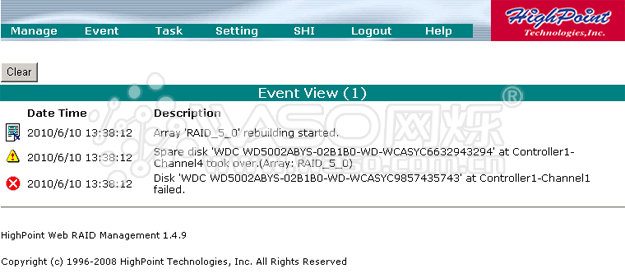 HighPoint
Technologies,Inc.
Manage Event Task Setting SHI Logout Help
Clear
Event View (1)
Date Time Description
2010/6/10 13:38:12 Array 'RAID_5_0' rebuilding started.
2010/6/10 13:38:12 Spare disk 'WDC WD5002ABYS-02B1B0-WD-WCASYC6632943294' at Controller1-
Channel4 took over.(Array: RAID_5_0)
2010/6/10 13:38:12 Disk 'WDC WD5002ABYS-02B1B0-WD-WCASYC9857435743' at Controller1-Channel1
failed.
HighPoint Web RAID Management 1.4.9
Copyright (c) 1996-2008 HighPoint Technologies, Inc. All Rights Reserved